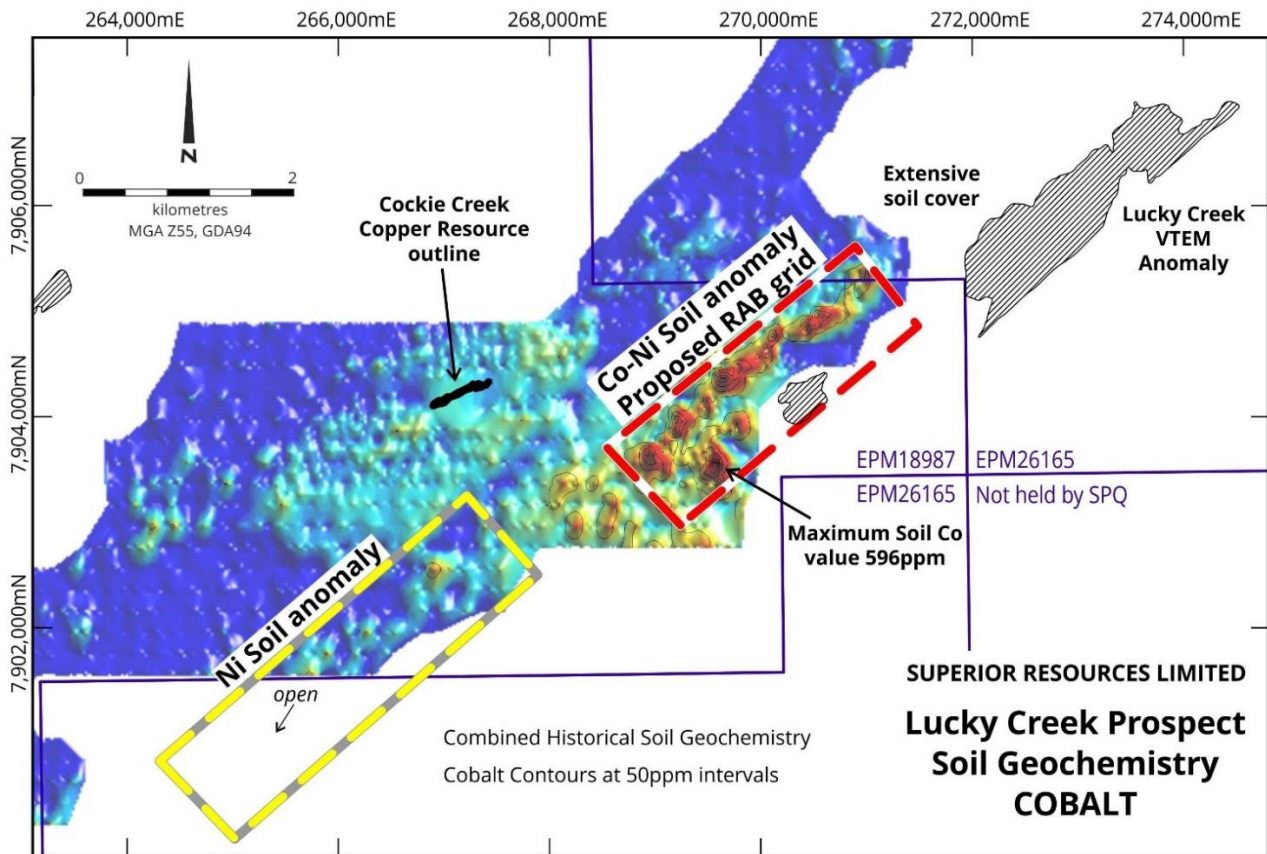 264,000mE
266,000mE
268,000mE
270,000mE
272,000mE
274,000mE
7,906,000mN
7,904,000mN
7,902,000mN
N
0
2
kilometres
MGA Z55, GDA94
Cockie Creek
Copper Resource
outline
Extensive
soil cover
Lucky Creek
VTEM
Anomaly
Co-Ni Soil anomaly
Proposed RAB grid
EPM18987
EPM26165
EPM26165
Not held by SPQ
Maximum Soil Co
value 596ppm
Ni Soil anomaly
open
Combined Historical Soil Geochemistry
Cobalt Contours at 50ppm intervals
SUPERIOR RESOURCES LIMITED
Lucky Creek Prospect
Soil Geochemistry
COBALT